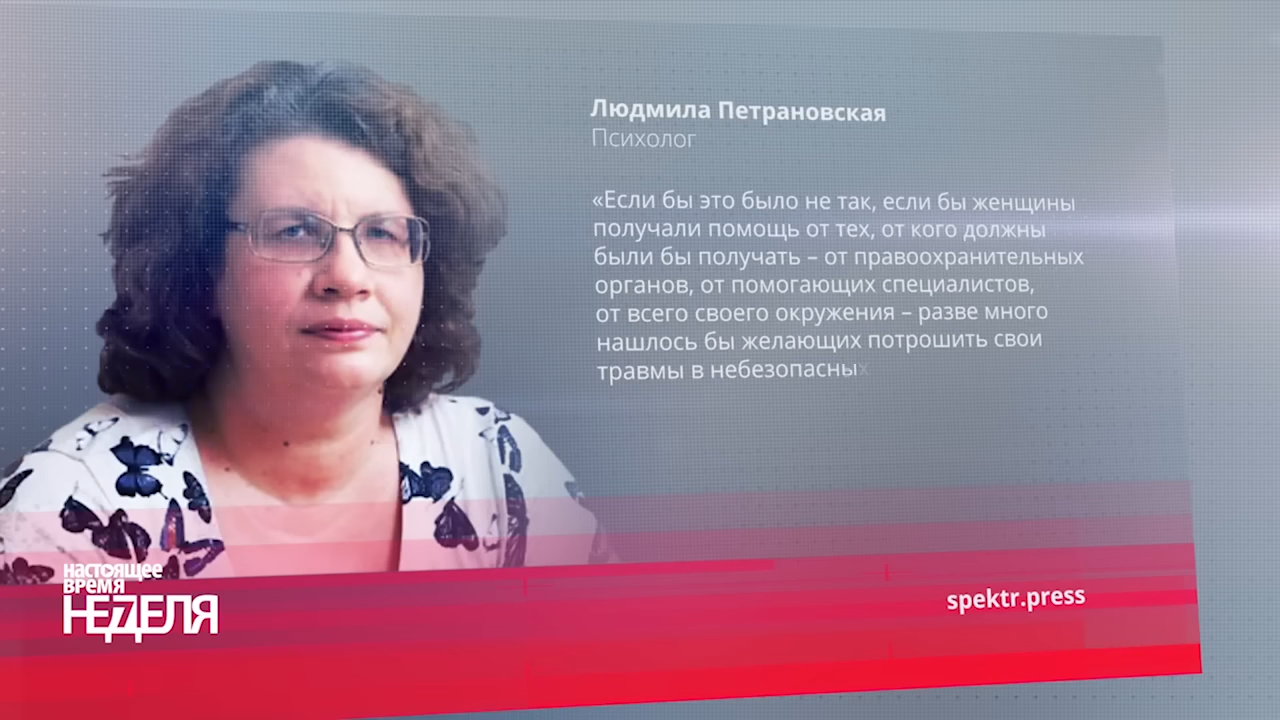 Людмила Петрановская
Психолог
«Если бы это было не так, если бы женщины
получали помощь от тех, от кого должны
были бы получать – от правоохранительных
органов, от помогающих специалистов,
от всего своего окружения – разве много
нашлось бы желающих потрошить свои
травмы в небезопасных
настоящее
время
НЕДЕЛЯ
spektr.press